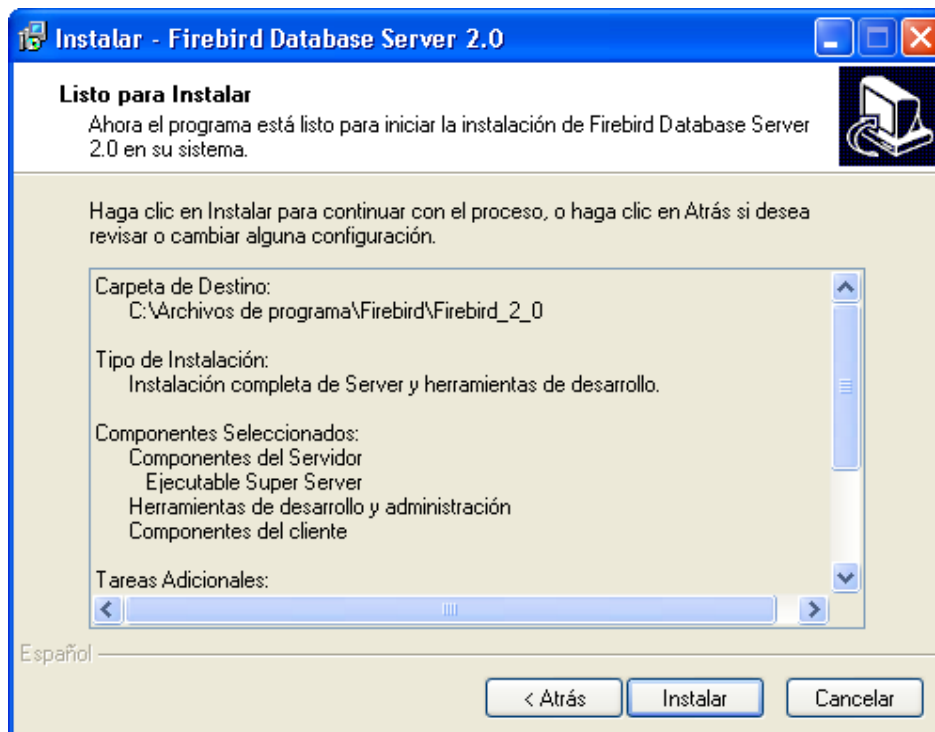 Instalar - Firebird Database Server 2.0
Listo para Instalar
Ahora el programa está listo para iniciar la instalación de Firebird Database Server
2.0 en su sistema.
Haga clic en Instalar para continuar con el proceso, o haga clic en Atrás si desea
revisar o cambiar alguna configuración.
Carpeta de Destino:
C:\Archivos de programa\Firebird\Firebird_2_0
Tipo de Instalación:
Instalación completa de Server y herramientas de desarrollo.
Componentes Seleccionados:
Componentes del Servidor
Ejecutable Super Server
Herramientas de desarrollo y administración
Componentes del cliente
Tareas Adicionales:
Español
< Atrás Instalar Cancelar